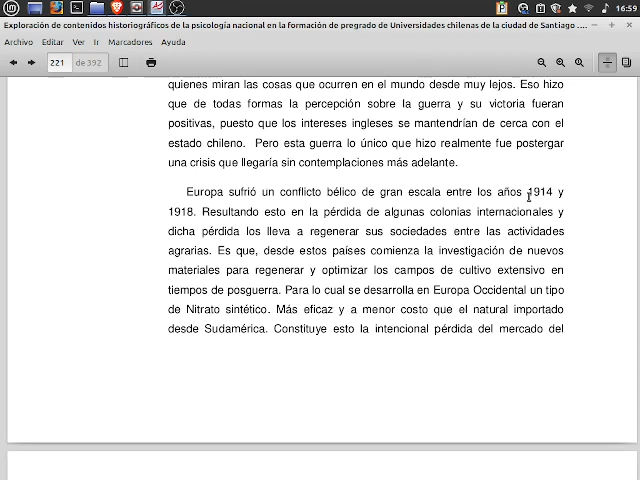 16:59
Exploración de contenidos historiográficos de la psicología nacional en la formación de pregrado de Universidades chilenas de la ciudad de Santiago ....
Archivo Editar Ver Ir Marcadores Ayuda
221 de 392
quienes miran las cosas que ocurren en el mundo desde muy lejos. Eso hizo
que de todas formas la percepción sobre la guerra y su victoria fueran
positivas, puesto que los intereses ingleses se mantendrían de cerca con el
estado chileno. Pero esta guerra lo único que hizo realmente fue postergar
una crisis que llegaría sin contemplaciones más adelante.
Europa sufrió un conflicto bélico de gran escala entre los años 1914 y
1918. Resultando esto en la pérdida de algunas colonias internacionales y
dicha pérdida los lleva a regenerar sus sociedades entre las actividades
agrarias. Es que, desde estos países comienza la investigación de nuevos
materiales para regenerar y optimizar los campos de cultivo extensivo en
tiempos de posguerra. Para lo cual se desarrolla en Europa Occidental un tipo
de Nitrato sintético. Más eficaz y a menor costo que el natural importado
desde Sudamérica. Constituye esto la intencional pérdida del mercado del